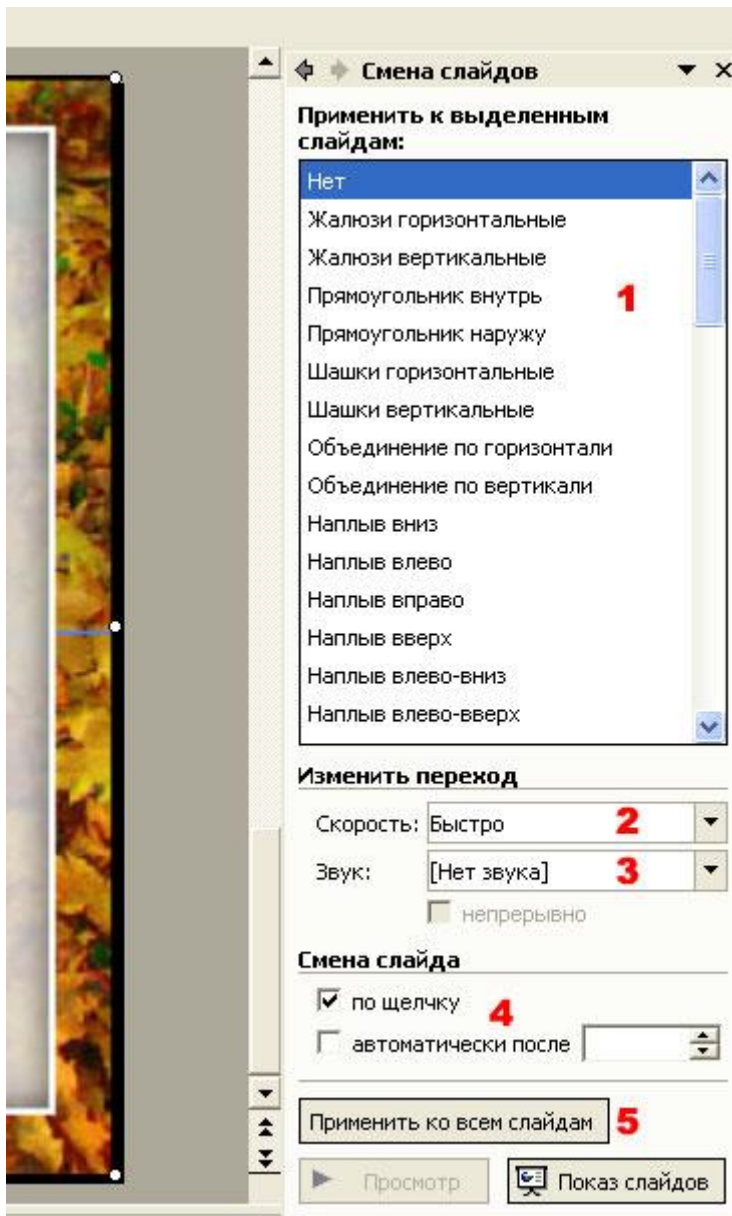 Смена слайдов
Применить к выделенным
слайдам:
Нет
Жалюзи горизонтальные
Жалюзи вертикальные
Прямоугольник внутрь 1
Прямоугольник наружу
Шашки горизонтальные
Шашки вертикальные
Объединение по горизонтали
Объединение по вертикали
Наплыв вниз
Наплыв влево
Наплыв вправо
Наплыв вверх
Наплыв влево-вниз
Наплыв влево-вверх
Изменить переход
Скорость: Быстро 2
Звук: [Нет звука] 3
непрерывно
Смена слайда
по щелчку 4
автоматически после
Применить ко всем слайдам 5
Просмотр Показ слайдов